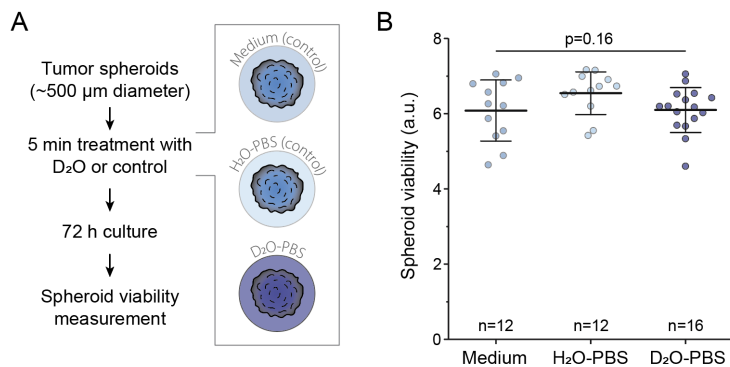 A
Tumor spheroids
(~500 µm diameter)
5 min treatment with
D₂O or control
72 h culture
Spheroid viability
measurement
Medium (control)
H₂O-PBS (control)
D₂O-PBS
B
p=0.16
Spheroid viability (a.u.)
8
6
4
2
0
n=12
n=12
n=16
Medium
H₂O-PBS
D₂O-PBS